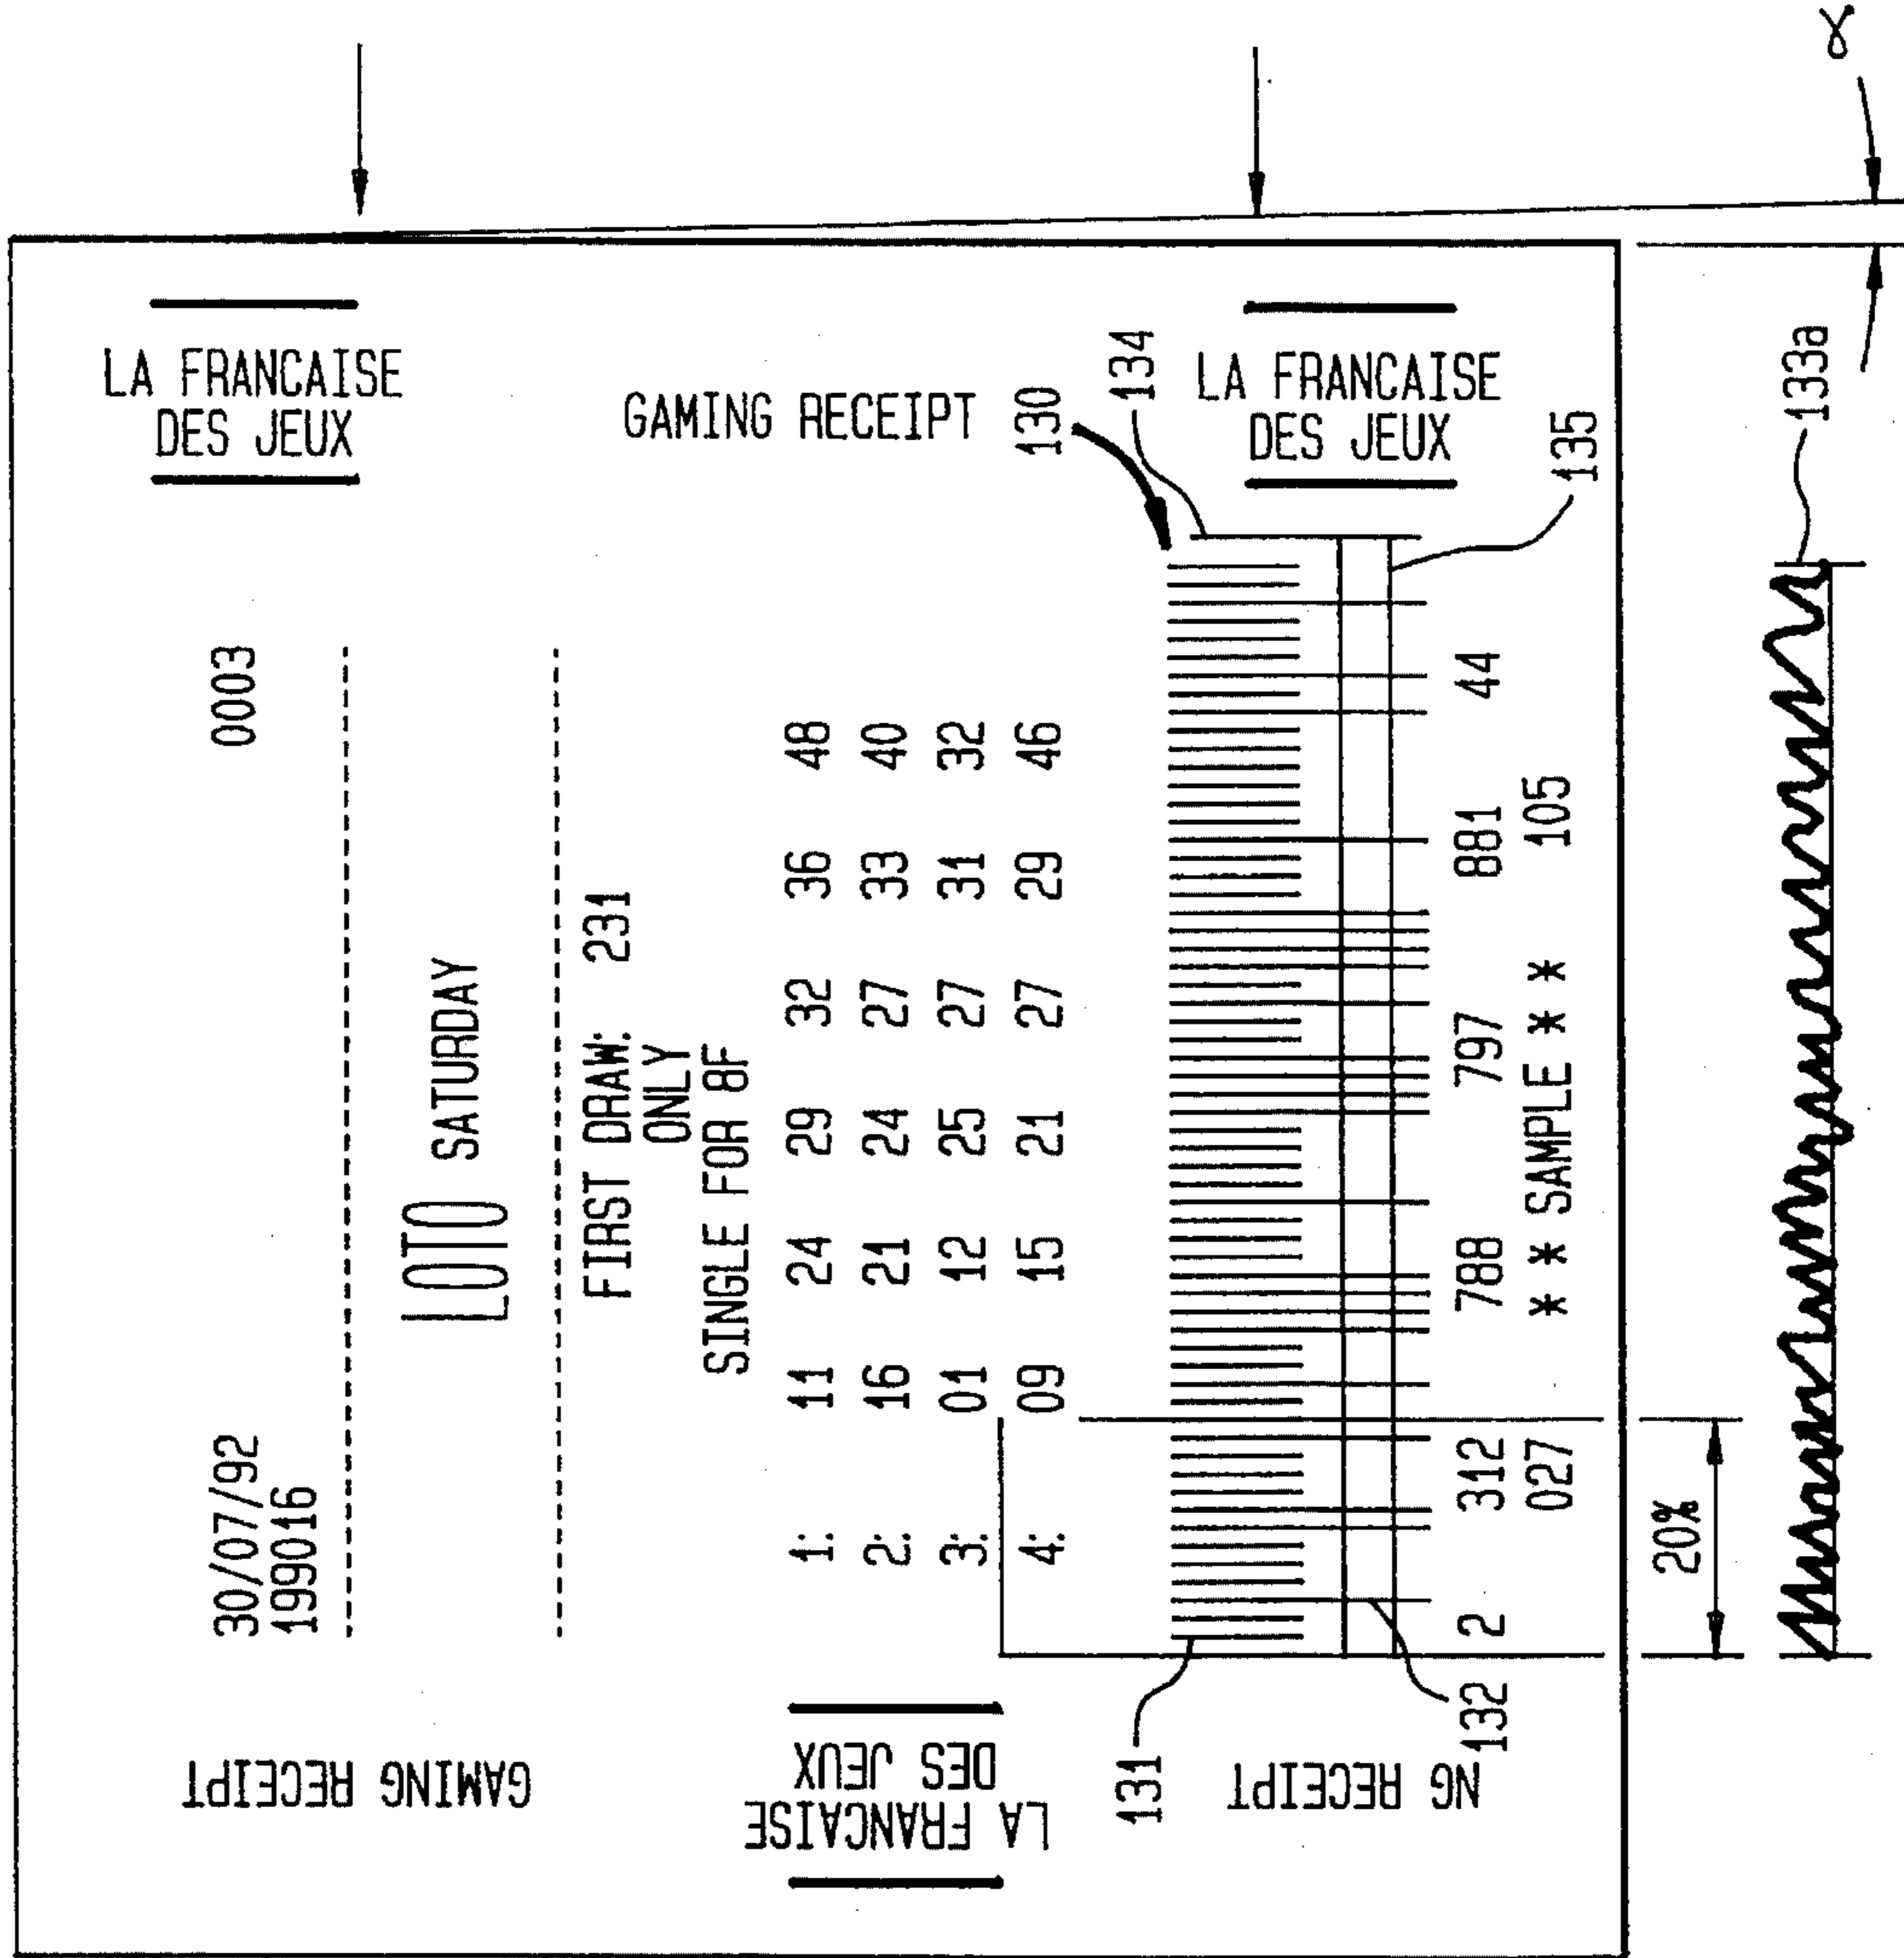 LA FRANCAISE
DES JEUX
GAMING RECEIPT
LA FRANCAISE
DES JEUX
30/07/92 0003
199016
LOTO SATURDAY
FIRST DRAW: 231
ONLY
SINGLE FOR 8F
1: 11 24 29 32 36 48
2: 16 21 24 27 33 40
3: 01 12 25 27 31 32
4: 09 15 21 27 29 46
130
134
135
131
132
2 312 788 797 881 44
027 * * SAMPLE * * 105
20%
133a
γ
GAMING RECEIPT
LA FRANCAISE
DES JEUX
NG RECEIPT